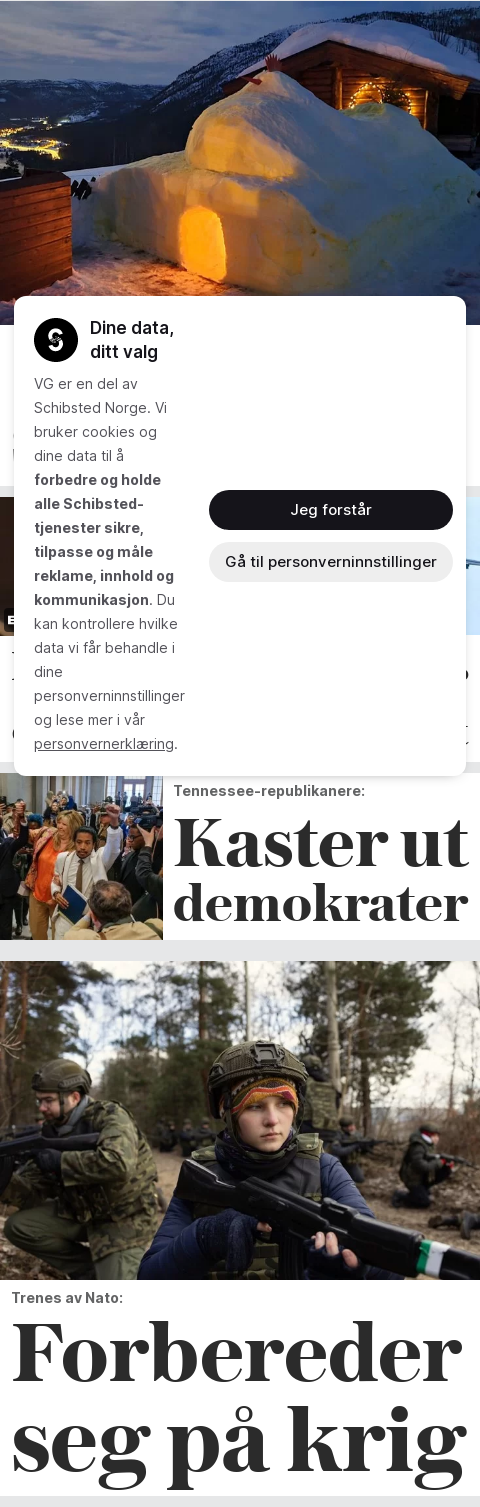 Dine data,
ditt valg
VG er en del av
Schibsted Norge. Vi
bruker cookies og
dine data til å
forbedre og holde
alle Schibsted-
tjenester sikre,
tilpasse og måle
reklame, innhold og
kommunikasjon. Du
kan kontrollere hvilke
data vi får behandle i
dine
personverninnstillinger
og lese mer i vår
personvernerklæring.
Jeg forstår
Gå til personverninnstillinger
Tennessee-republikanere:
Kaster ut
demokrater
Trenes av Nato:
Forbereder
seg på krig